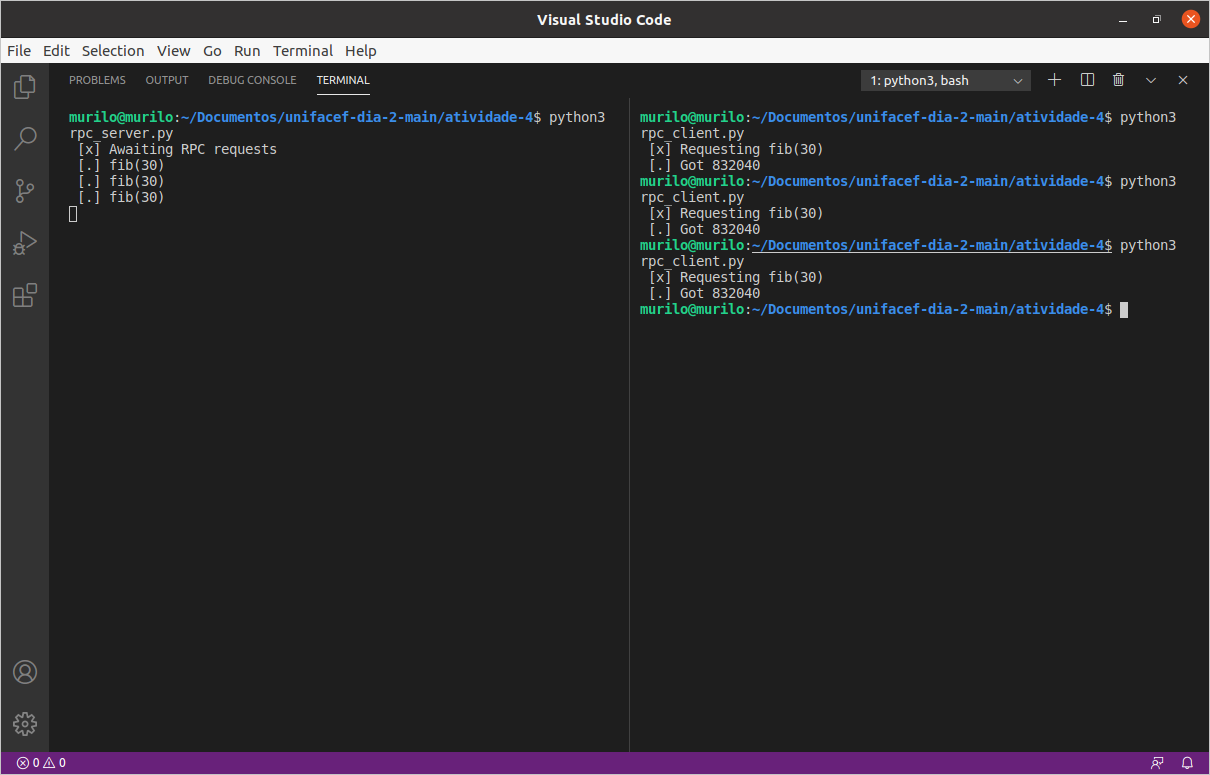 Visual Studio Code
File Edit Selection View Go Run Terminal Help
PROBLEMS OUTPUT DEBUG CONSOLE TERMINAL
1: python3, bash
murilo@murilo:~/Documentos/unifacef-dia-2-main/atividade-4$ python3
rpc_server.py
[x] Awaiting RPC requests
[.] fib(30)
[.] fib(30)
[.] fib(30)
murilo@murilo:~/Documentos/unifacef-dia-2-main/atividade-4$ python3
rpc_client.py
[x] Requesting fib(30)
[.] Got 832040
murilo@murilo:~/Documentos/unifacef-dia-2-main/atividade-4$ python3
rpc_client.py
[x] Requesting fib(30)
[.] Got 832040
murilo@murilo:~/Documentos/unifacef-dia-2-main/atividade-4$ python3
rpc_client.py
[x] Requesting fib(30)
[.] Got 832040
murilo@murilo:~/Documentos/unifacef-dia-2-main/atividade-4$
0 0